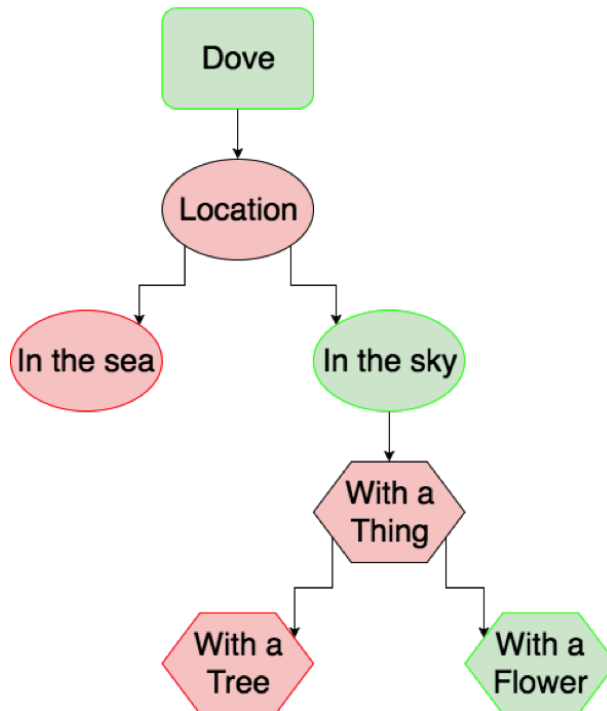 Dove
Location
In the sea
In the sky
With a
Thing
With a
Tree
With a
Flower